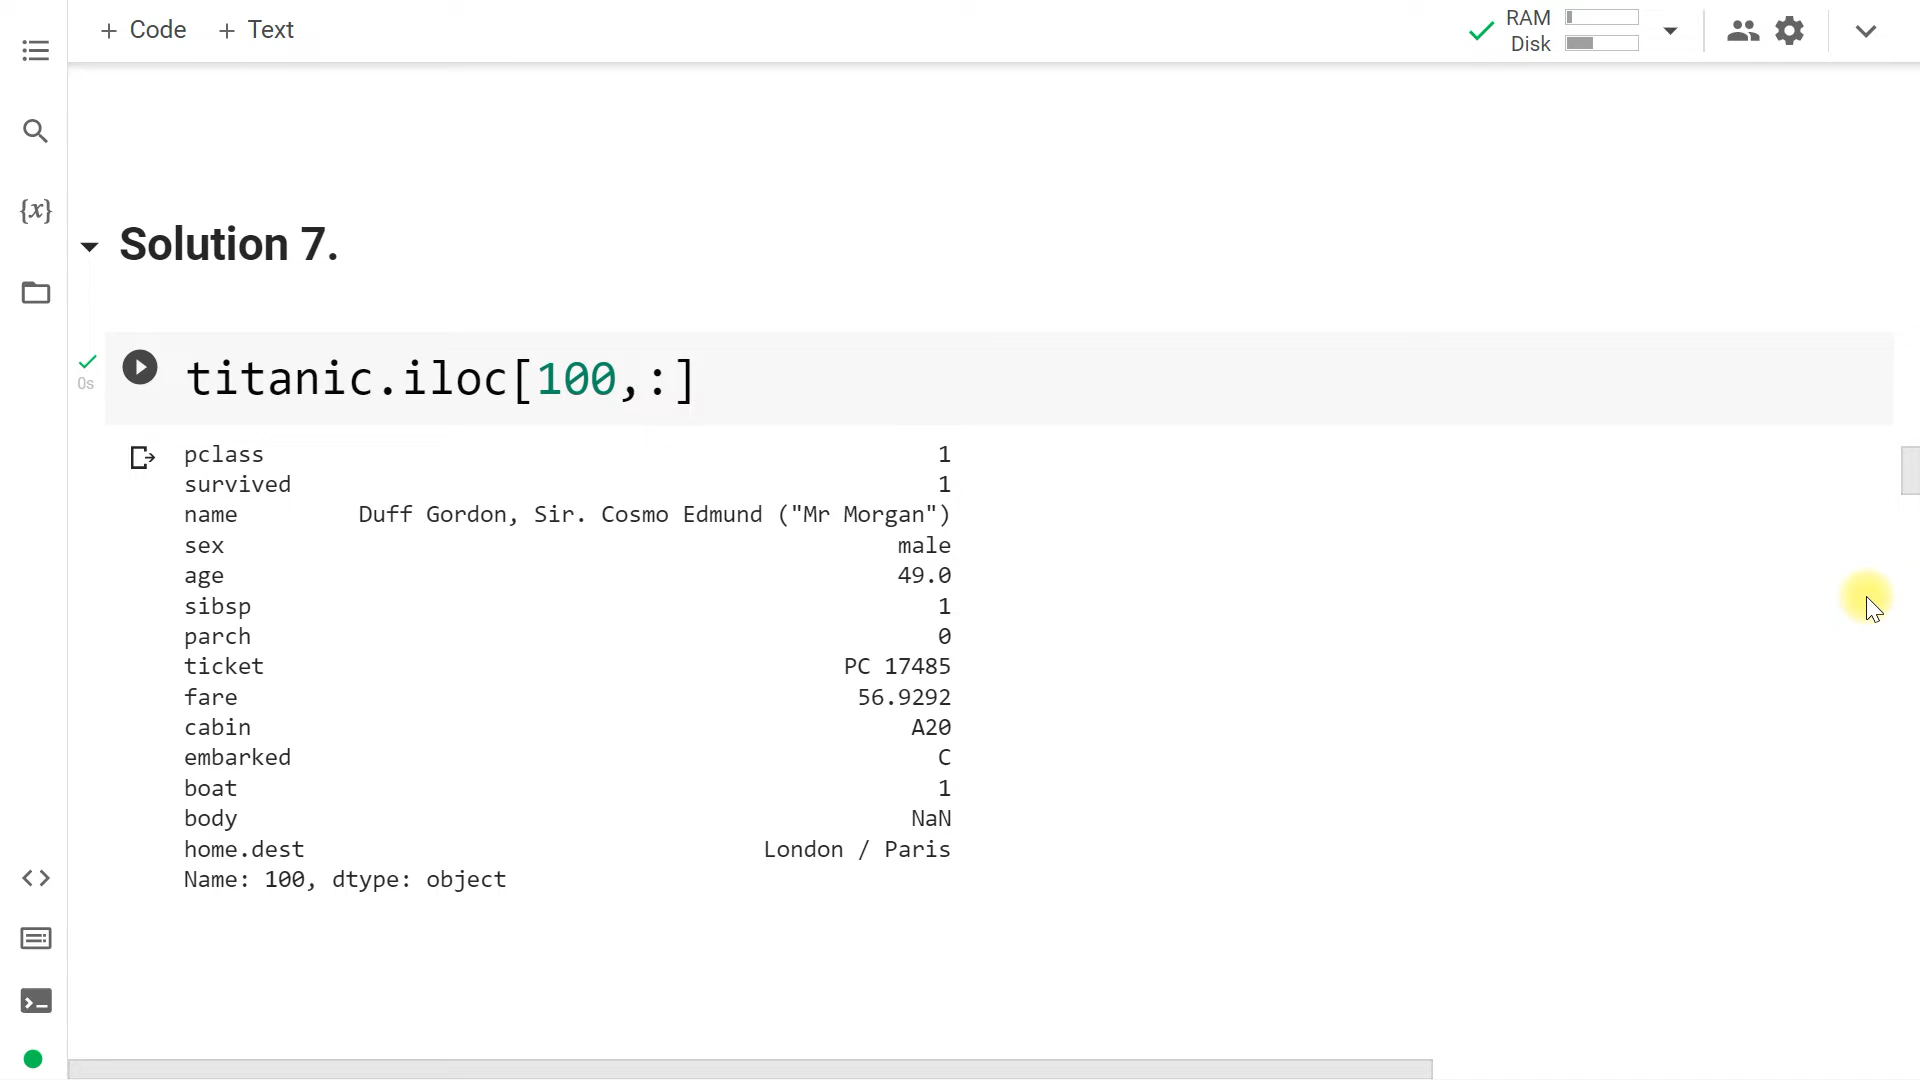 + Code + Text
RAM
Disk
{x}
Solution 7.
0s
titanic.iloc[100,:]
pclass 1
survived 1
name Duff Gordon, Sir. Cosmo Edmund ("Mr Morgan")
sex male
age 49.0
sibsp 1
parch 0
ticket PC 17485
fare 56.9292
cabin A20
embarked C
boat 1
body NaN
home.dest London / Paris
Name: 100, dtype: object